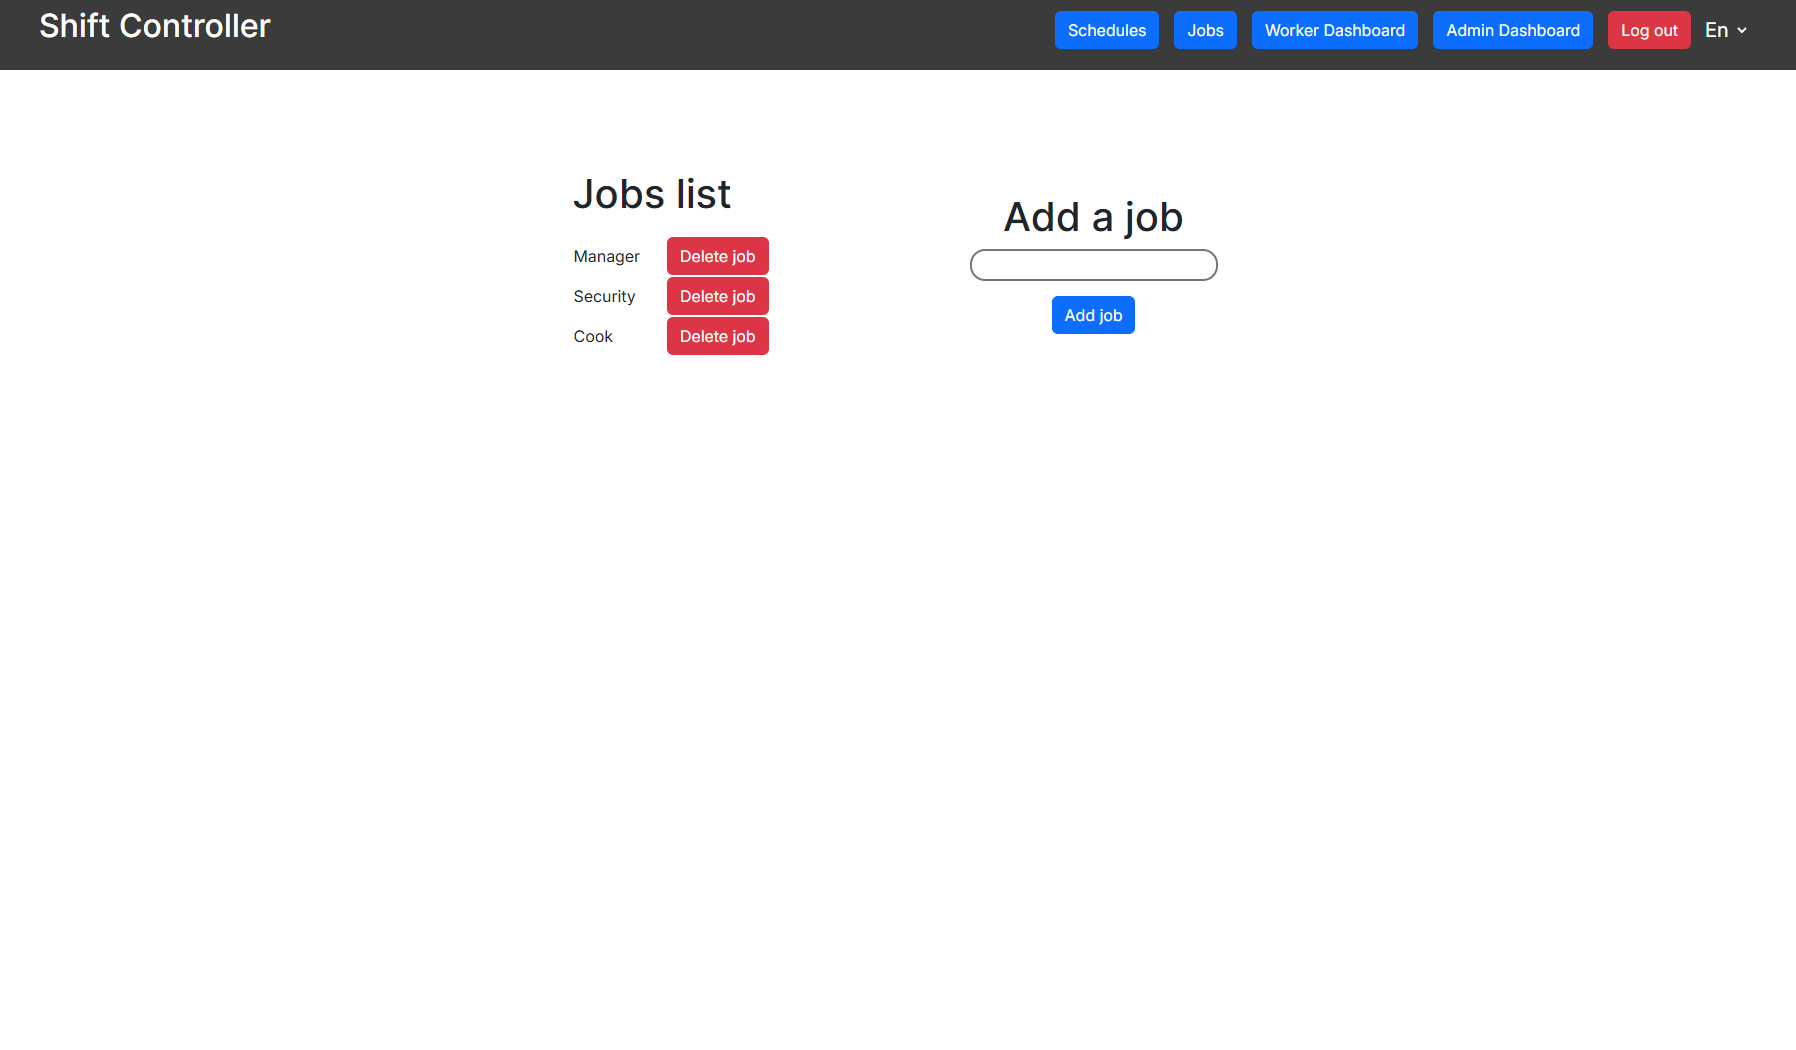 Shift Controller
Schedules Jobs Worker Dashboard Admin Dashboard Log out En
Jobs list
Manager Delete job
Security Delete job
Cook Delete job
Add a job
Add job